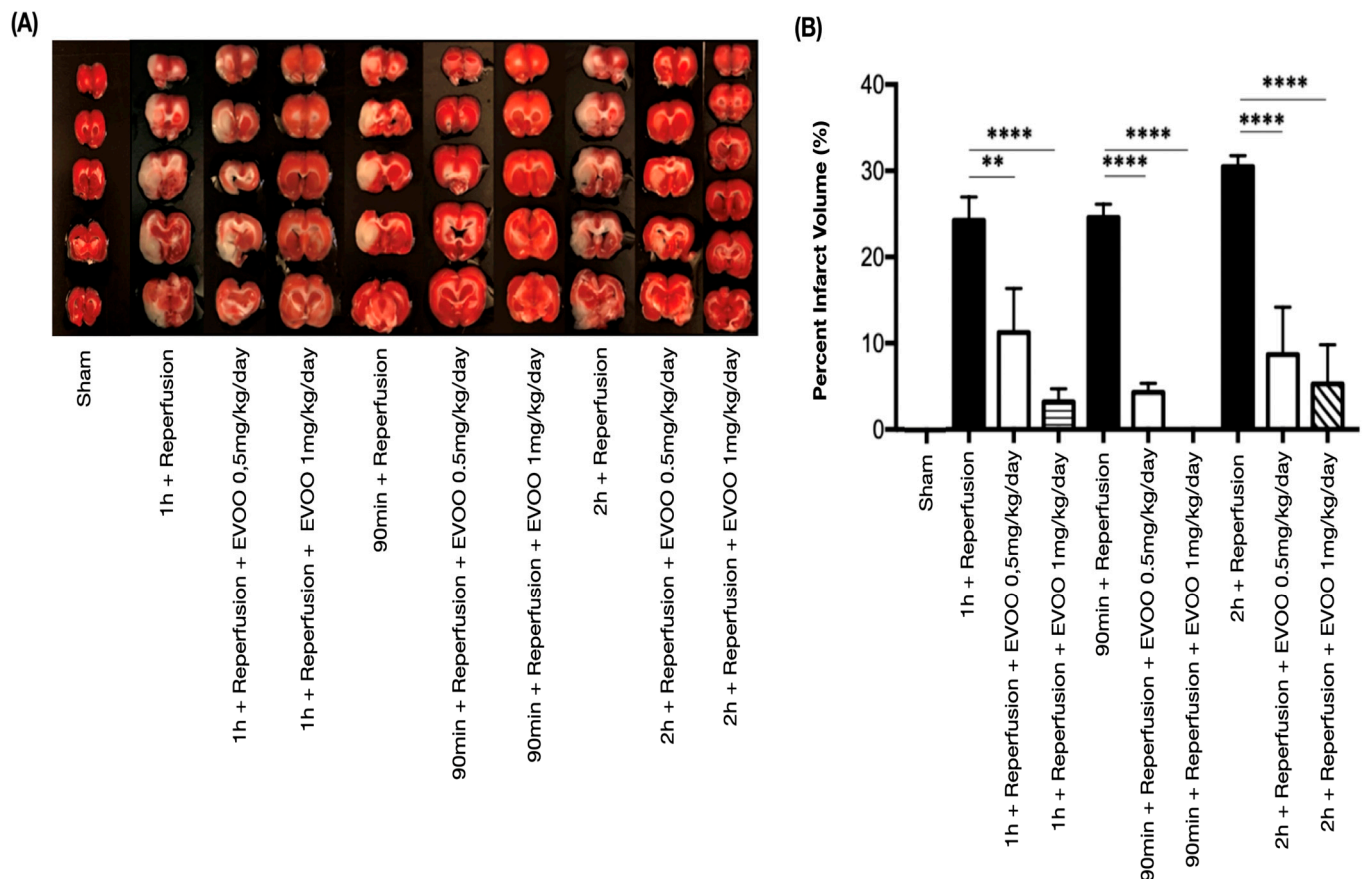 (A)
Sham
1h + Reperfusion
1h + Reperfusion + EVOO 0,5mg/kg/day
1h + Reperfusion + EVOO 1mg/kg/day
90min + Reperfusion
90min + Reperfusion + EVOO 0.5mg/kg/day
90min + Reperfusion + EVOO 1mg/kg/day
2h + Reperfusion
2h + Reperfusion + EVOO 0.5mg/kg/day
2h + Reperfusion + EVOO 1mg/kg/day
(B)
Percent Infarct Volume (%)
40
30
20
10
0
****
**
****
****
****
****
Sham
1h + Reperfusion
1h + Reperfusion + EVOO 0,5mg/kg/day
1h + Reperfusion + EVOO 1mg/kg/day
90min + Reperfusion
90min + Reperfusion + EVOO 0.5mg/kg/day
90min + Reperfusion + EVOO 1mg/kg/day
2h + Reperfusion
2h + Reperfusion + EVOO 0.5mg/kg/day
2h + Reperfusion + EVOO 1mg/kg/day